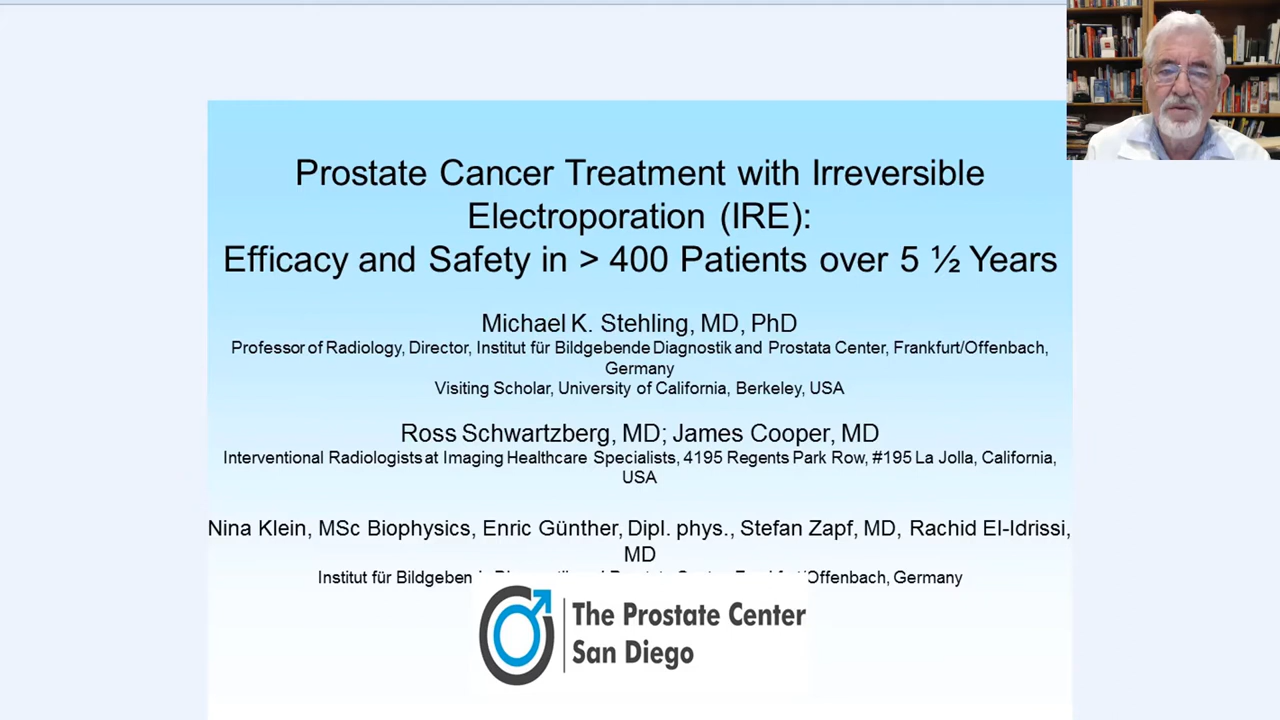 Prostate Cancer Treatment with Irreversible
Electroporation (IRE):
Efficacy and Safety in > 400 Patients over 5 ½ Years
Michael K. Stehling, MD, PhD
Professor of Radiology, Director, Institut für Bildgebende Diagnostik and Prostata Center, Frankfurt/Offenbach,
Germany
Visiting Scholar, University of California, Berkeley, USA
Ross Schwartzberg, MD; James Cooper, MD
Interventional Radiologists at Imaging Healthcare Specialists, 4195 Regents Park Row, #195 La Jolla, California,
USA
Nina Klein, MSc Biophysics, Enric Günther, Dipl. phys., Stefan Zapf, MD, Rachid El-Idrissi,
MD
Institut für /Offenbach, Germany
The Prostate Center
San Diego